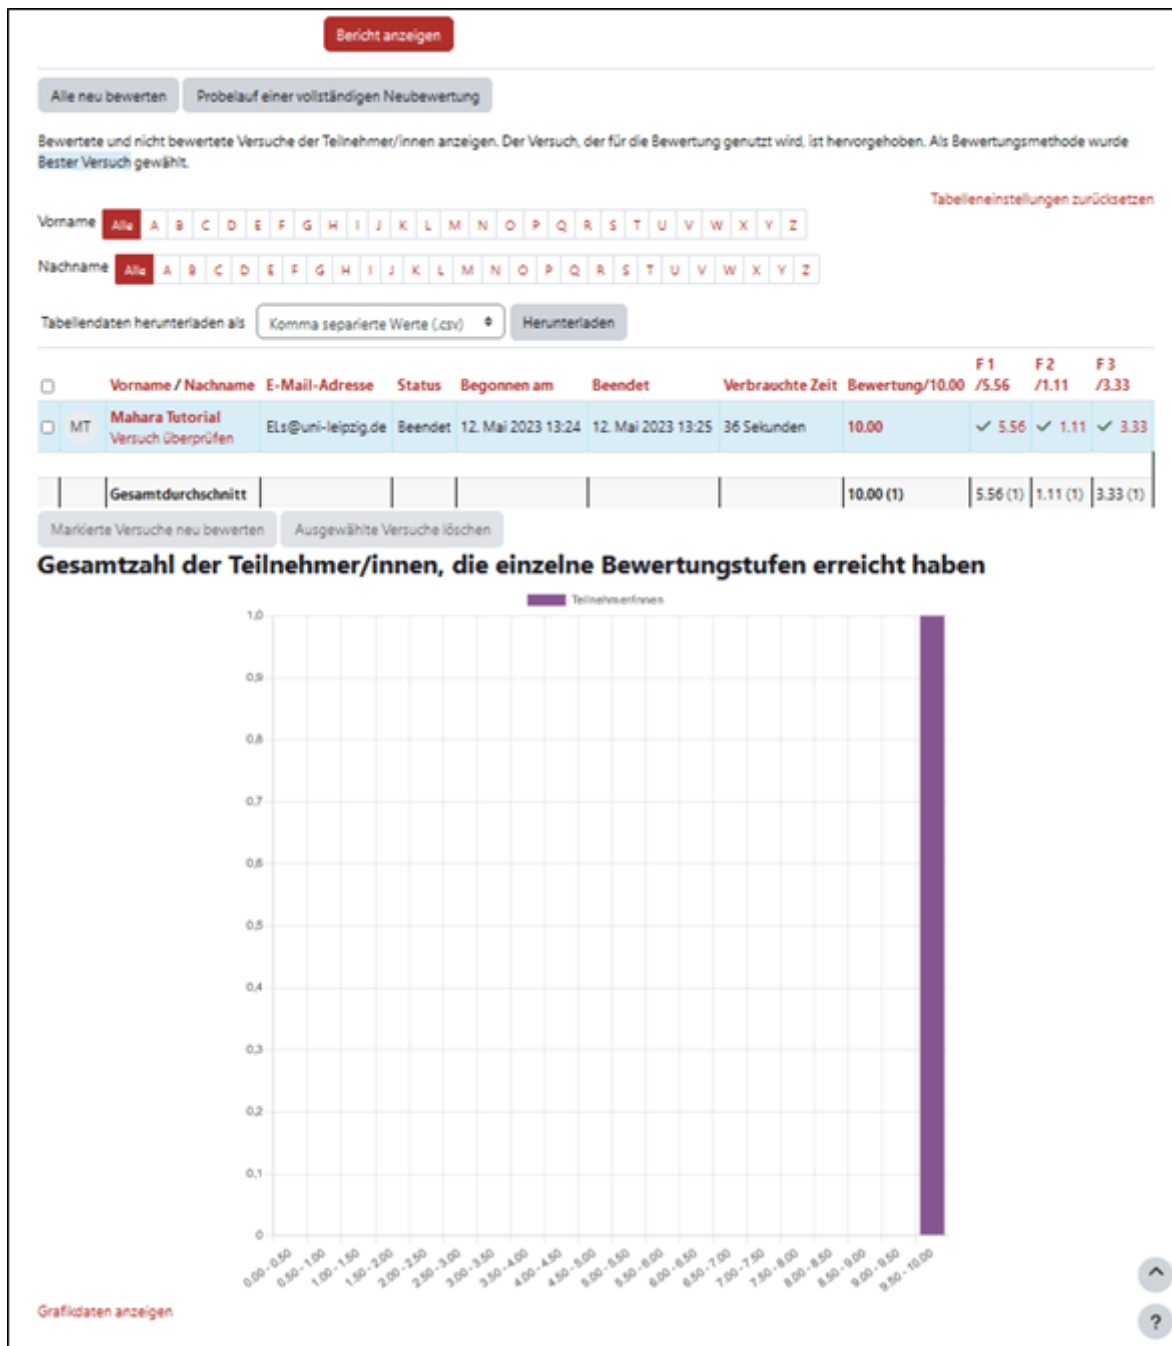 Bericht anzeigen
Alle neu bewerten Probelauf einer vollständigen Neubewertung
Bewertete und nicht bewertete Versuche der Teilnehmer/innen anzeigen. Der Versuch, der für die Bewertung genutzt wird, ist hervorgehoben. Als Bewertungsmethode wurde
Bester Versuch gewählt.
Tabelleneinstellungen zurücksetzen
Vorname Alle A B C D E F G H I J K L M N O P Q R S T U V W X Y Z
Nachname Alle A B C D E F G H I J K L M N O P Q R S T U V W X Y Z
Tabellendaten herunterladen als Komma separierte Werte (.csv) Herunterladen
Vorname / Nachname E-Mail-Adresse Status Begonnen am Beendet Verbrauchte Zeit Bewertung/10.00 F 1 /5.56 F 2 /1.11 F 3 /3.33
MT Mahara Tutorial ELs@uni-leipzig.de Beendet 12. Mai 2023 13:24 12. Mai 2023 13:25 36 Sekunden 10.00 5.56 1.11 3.33
Versuch überprüfen
Gesamtdurchschnitt 10.00 (1) 5.56 (1) 1.11 (1) 3.33 (1)
Markierte Versuche neu bewerten Ausgewählte Versuche löschen
Gesamtzahl der Teilnehmer/innen, die einzelne Bewertungstufen erreicht haben
TeilnehmerInnen
1,0
0,9
0,8
0,7
0,6
0,5
0,4
0,3
0,2
0,1
0
0.00 - 0.50 0.50 - 1.00 1.00 - 1.50 1.50 - 2.00 2.00 - 2.50 2.50 - 3.00 3.00 - 3.50 3.50 - 4.00 4.00 - 4.50 4.50 - 5.00 5.00 - 5.50 5.50 - 6.00 6.00 - 6.50 6.50 - 7.00 7.00 - 7.50 7.50 - 8.00 8.00 - 8.50 8.50 - 9.00 9.00 - 9.50 9.50 - 10.00
Grafikdaten anzeigen
?